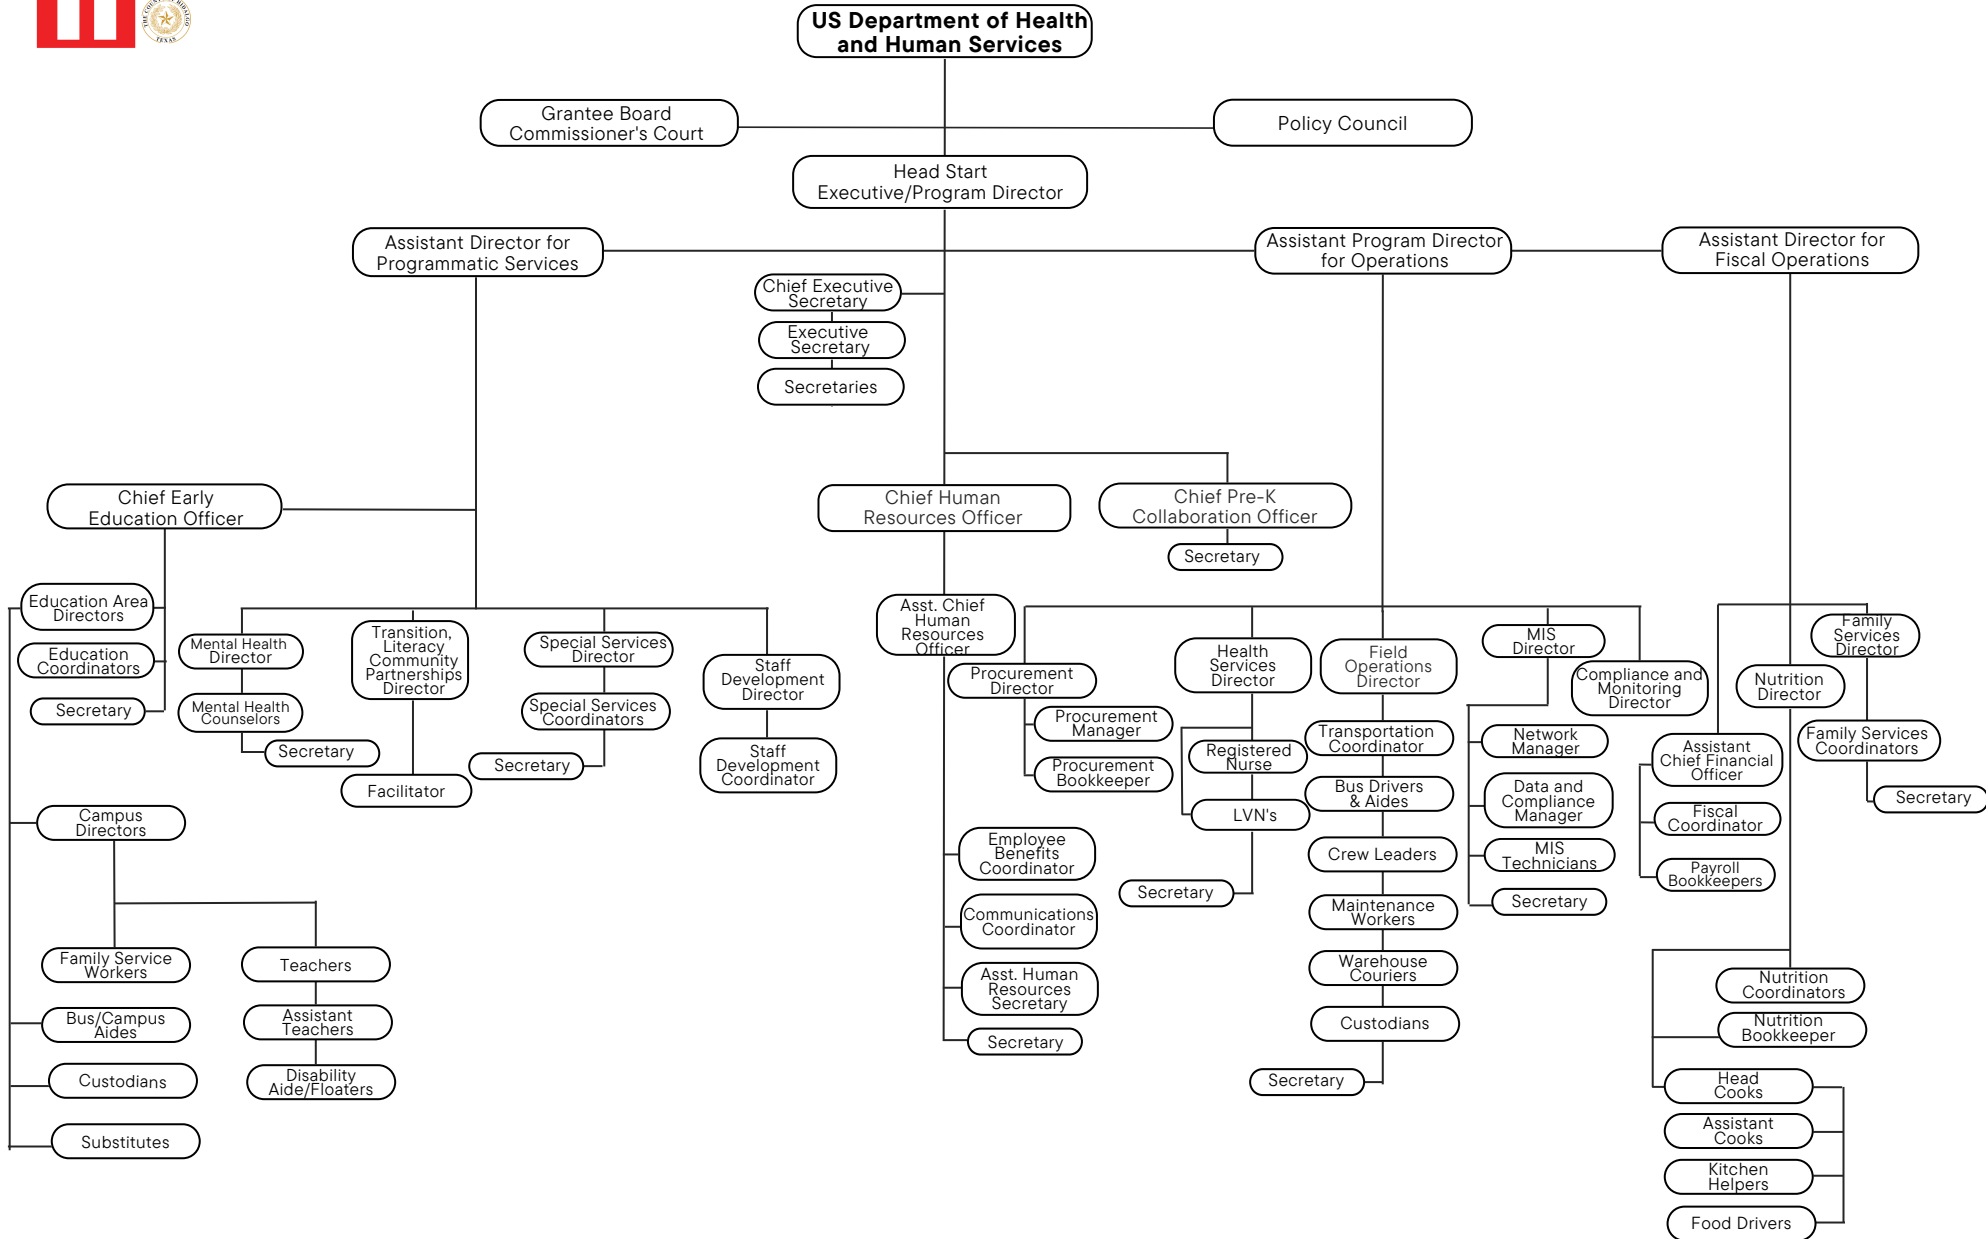 THE COUNTY OF HIDALGO
TEXAS
US Department of Health
and Human Services
Grantee Board
Commissioner's Court
Policy Council
Head Start
Executive/Program Director
Assistant Director for
Programmatic Services
Assistant Program Director
for Operations
Assistant Director for
Fiscal Operations
Chief Executive
Secretary
Executive
Secretary
Secretaries
Chief Early
Education Officer
Chief Human
Resources Officer
Chief Pre-K
Collaboration Officer
Secretary
Education Area
Directors
Education
Coordinators
Secretary
Mental Health
Director
Mental Health
Counselors
Secretary
Transition,
Literacy
Community
Partnerships
Director
Facilitator
Special Services
Director
Special Services
Coordinators
Secretary
Staff
Development
Director
Staff
Development
Coordinator
Campus
Directors
Family Service
Workers
Teachers
Bus/Campus
Aides
Assistant
Teachers
Custodians
Disability
Aide/Floaters
Substitutes
Asst. Chief
Human
Resources
Officer
Employee
Benefits
Coordinator
Communications
Coordinator
Asst. Human
Resources
Secretary
Secretary
Procurement
Director
Procurement
Manager
Procurement
Bookkeeper
Health
Services
Director
Registered
Nurse
LVN's
Secretary
Field
Operations
Director
Transportation
Coordinator
Bus Drivers
& Aides
Crew Leaders
Maintenance
Workers
Warehouse
Couriers
Custodians
Secretary
MIS
Director
Network
Manager
Data and
Compliance
Manager
MIS
Technicians
Secretary
Compliance and
Monitoring
Director
Assistant
Chief Financial
Officer
Fiscal
Coordinator
Payroll
Bookkeepers
Nutrition
Director
Family
Services
Director
Family Services
Coordinators
Secretary
Nutrition
Coordinators
Nutrition
Bookkeeper
Head
Cooks
Assistant
Cooks
Kitchen
Helpers
Food Drivers